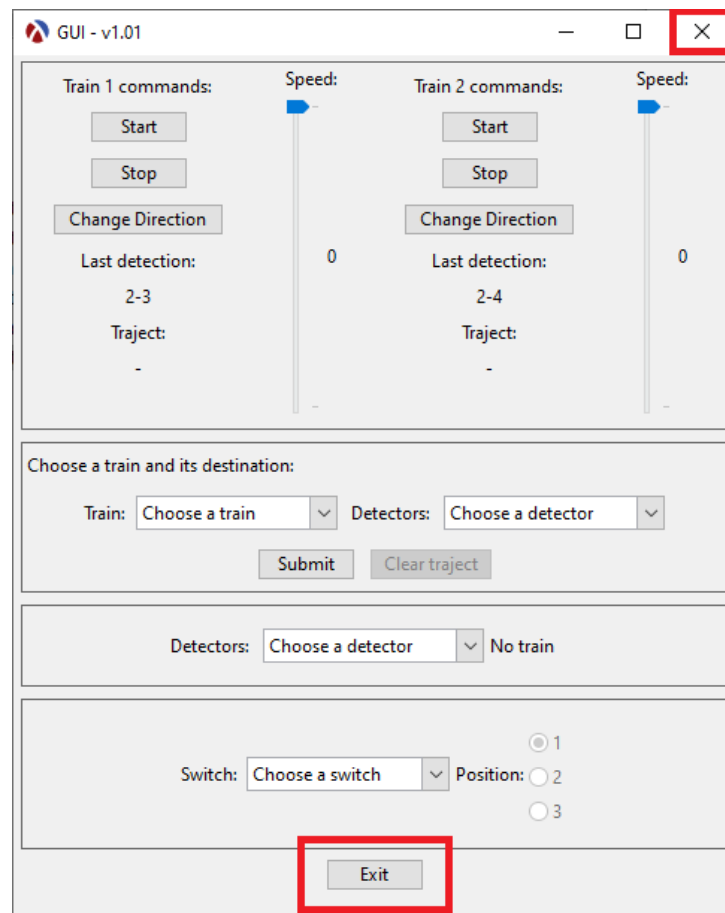 GUI - v1.01
Train 1 commands:
Speed:
Train 2 commands:
Speed:
Start
Start
Stop
Stop
Change Direction
Change Direction
Last detection:
0
Last detection:
0
2-3
2-4
Traject:
Traject:
-
-
Choose a train and its destination:
Train: Choose a train Detectors: Choose a detector
Submit Clear traject
Detectors: Choose a detector No train
1
Switch: Choose a switch Position: 2
3
Exit